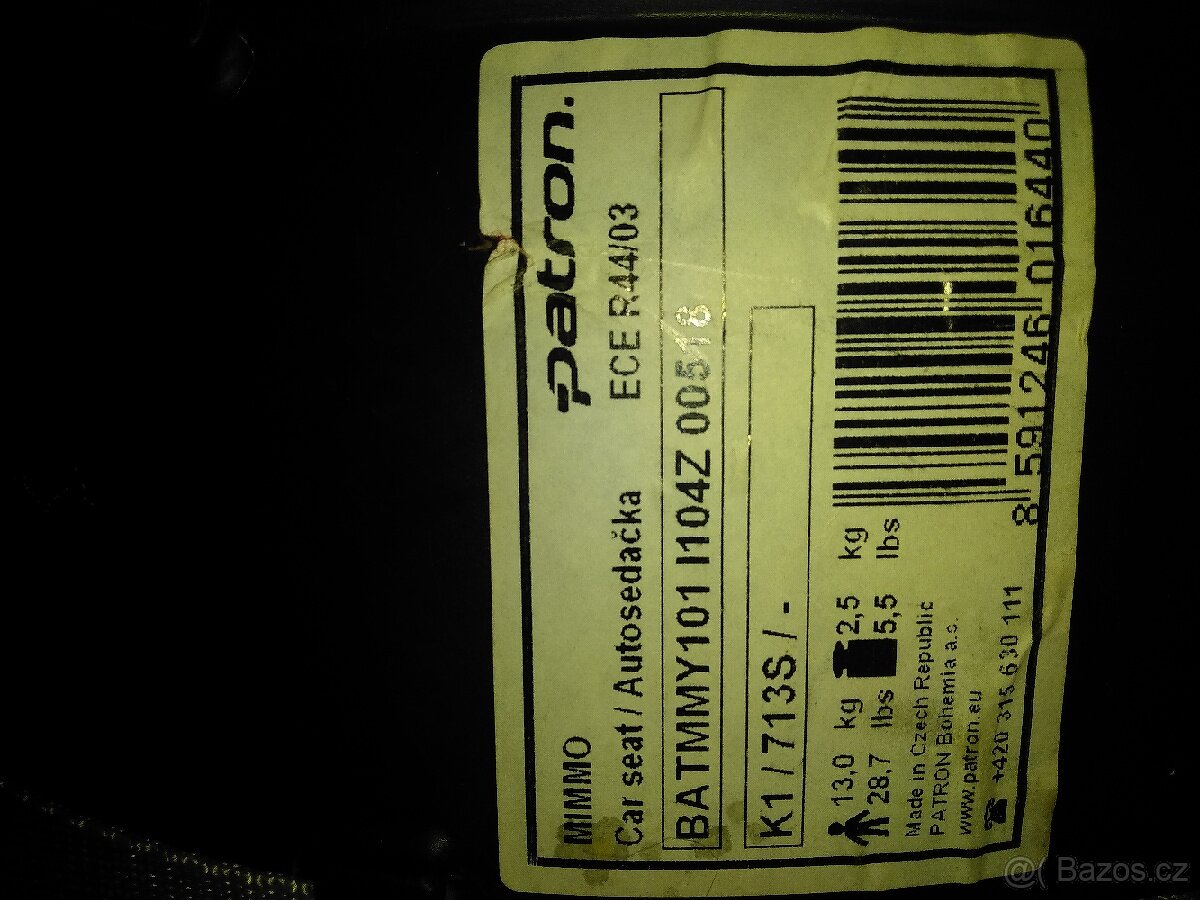 patron.
MIMMO
Car seat / Autosedačka ECE R44/03
BATMMY101 I104Z 00518
K1 / 713S / -
13,0 kg 2,5 kg
28,7 lbs 5,5 lbs
Made in Czech Republic
PATRON Bohemia a.s.
www.patron.eu
+420 315 630 111
8 591246 016440
@( Bazos.cz